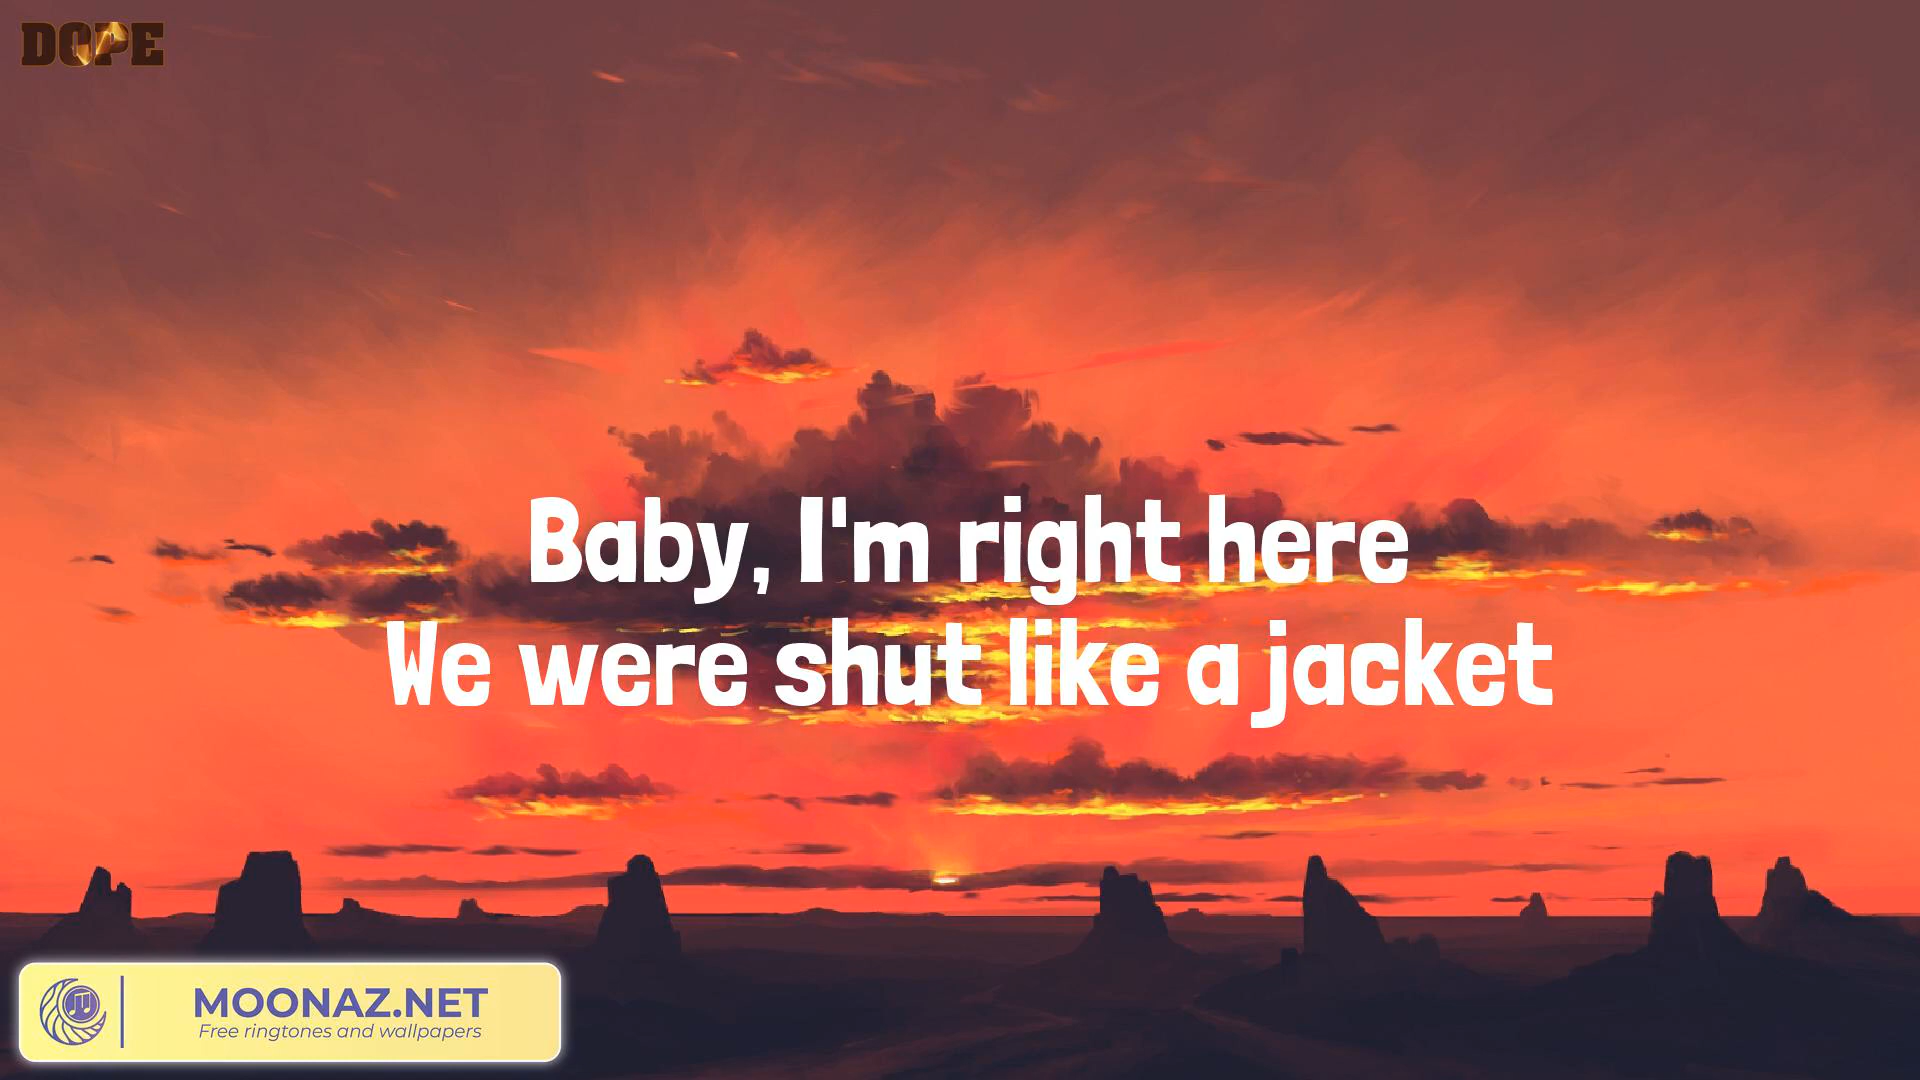 DOPE
Baby, I'm right here
We were shut like a jacket
MOONAZ.NET
Free ringtones and wallpapers